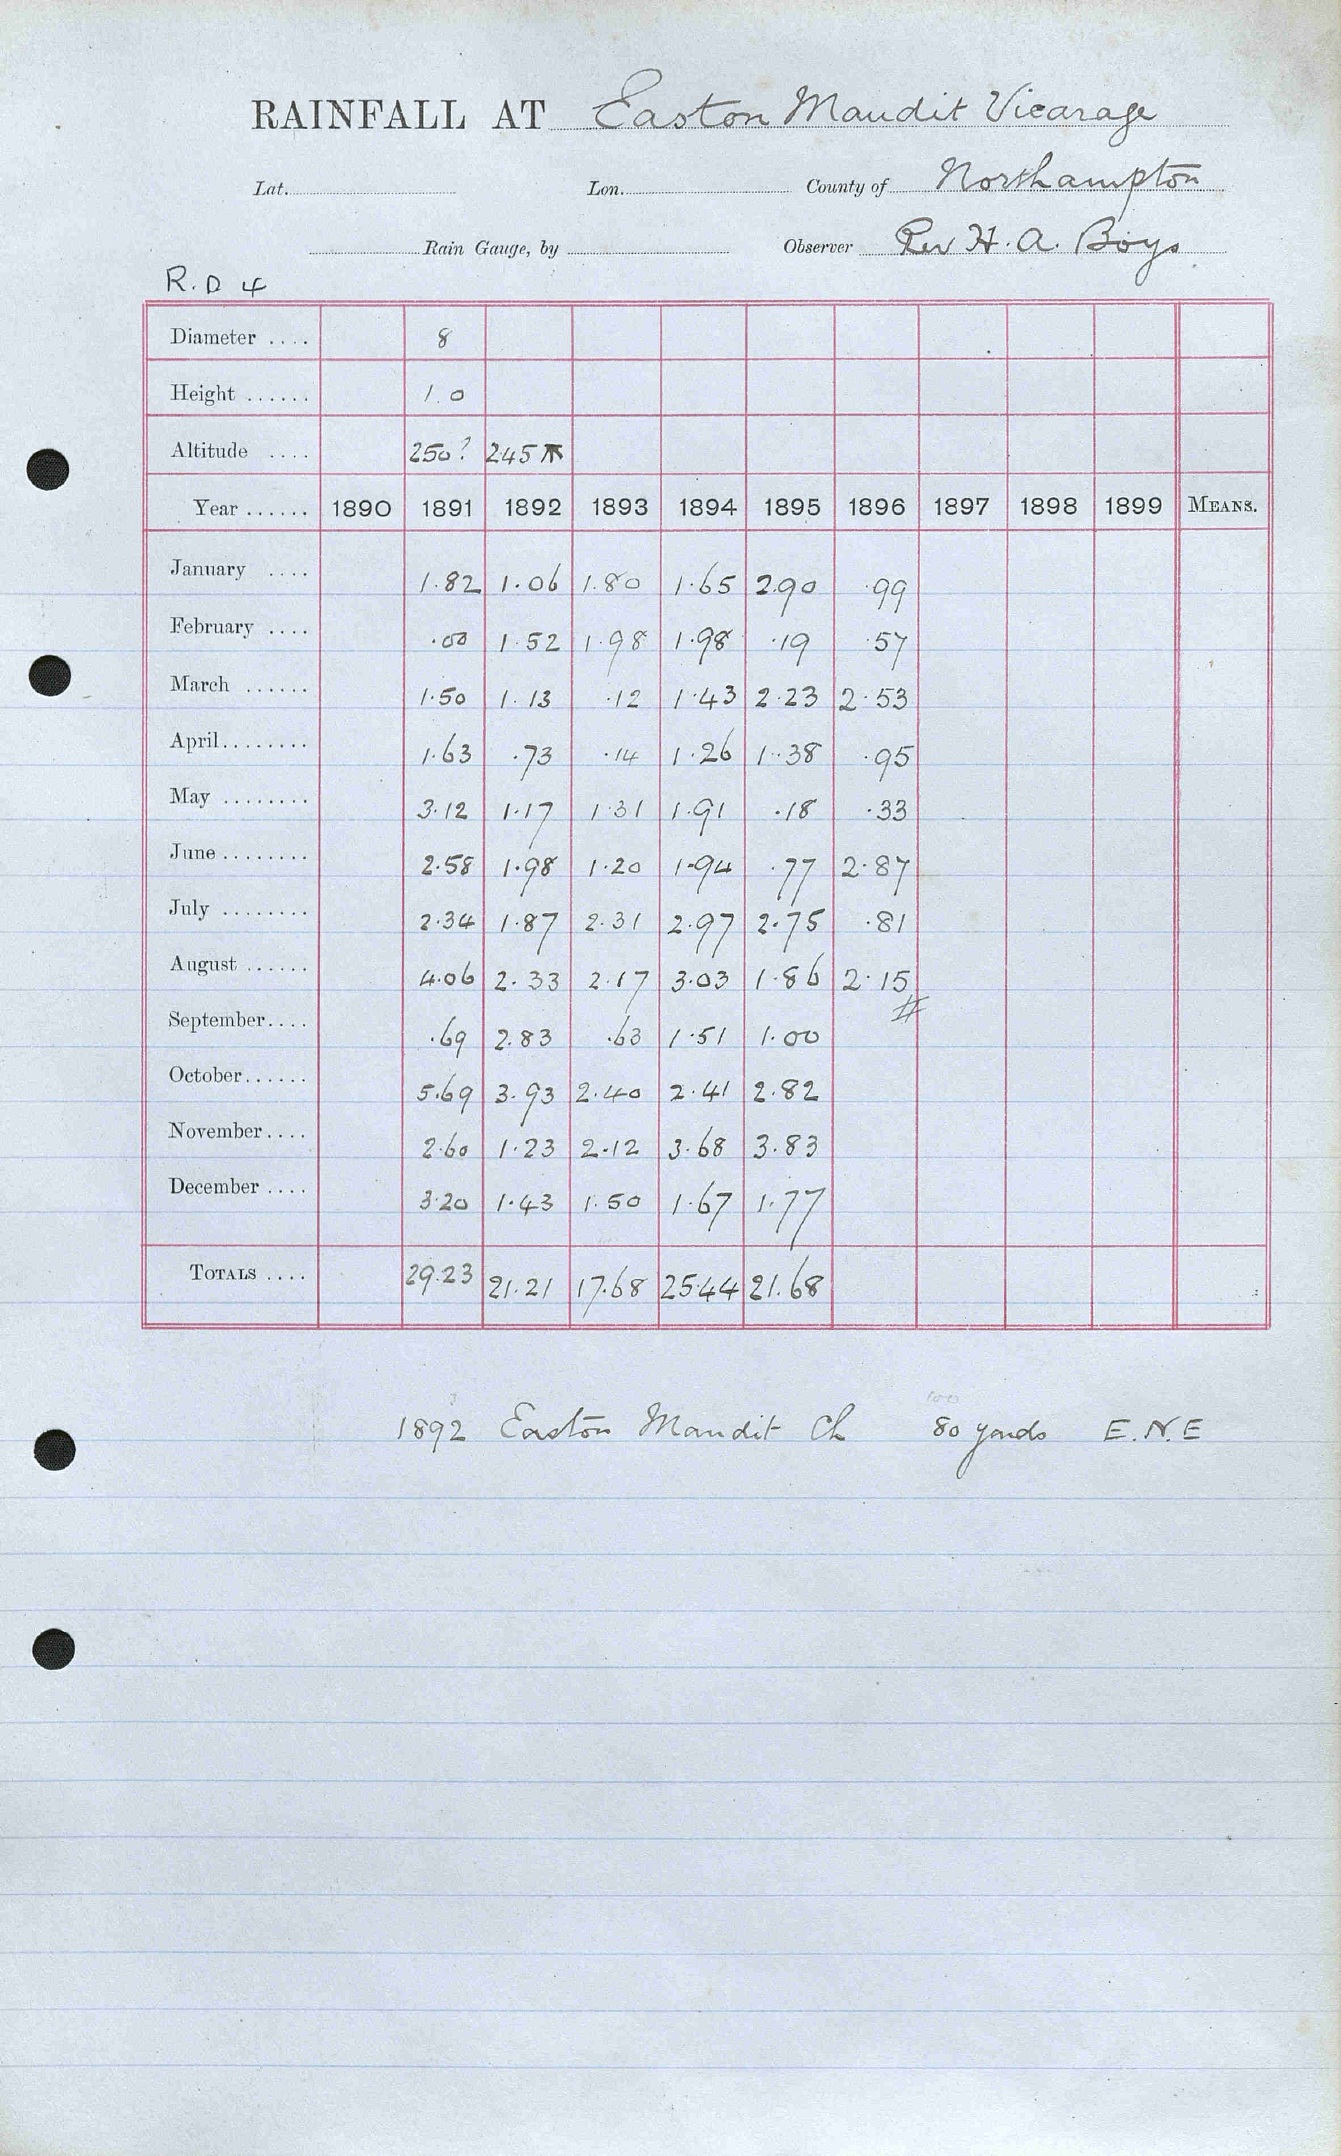 RAINFALL AT Easton Maudit Vicarage
Lat. Lon. County of Northampton
Rain Gauge, by Observer Rev H. A. Boys
R. D 4
Diameter .... 8
Height ...... 1.0
Altitude .... 250? 245
Year ...... 1890 1891 1892 1893 1894 1895 1896 1897 1898 1899 MEANS.
January .... 1.82 1.06 1.80 1.65 2.90 .99
February .... .00 1.52 1.98 1.98 .19 .57
March ...... 1.50 1.13 .12 1.43 2.23 2.53
April........ 1.63 .73 .14 1.26 1.38 .95
May ........ 3.12 1.17 1.31 1.91 .18 .33
June ........ 2.58 1.98 1.20 1.94 .77 2.87
July ........ 2.34 1.87 2.31 2.97 2.75 .81
August ...... 4.06 2.33 2.17 3.03 1.86 2.15
September.... .69 2.83 .63 1.51 1.00 #
October...... 5.69 3.93 2.40 2.41 2.82
November.... 2.60 1.23 2.12 3.68 3.83
December .... 3.20 1.43 1.50 1.67 1.77
TOTALS .... 29.23 21.21 17.68 25.44 21.68
100
1892 Easton Maudit Ch 80 yards E.N.E